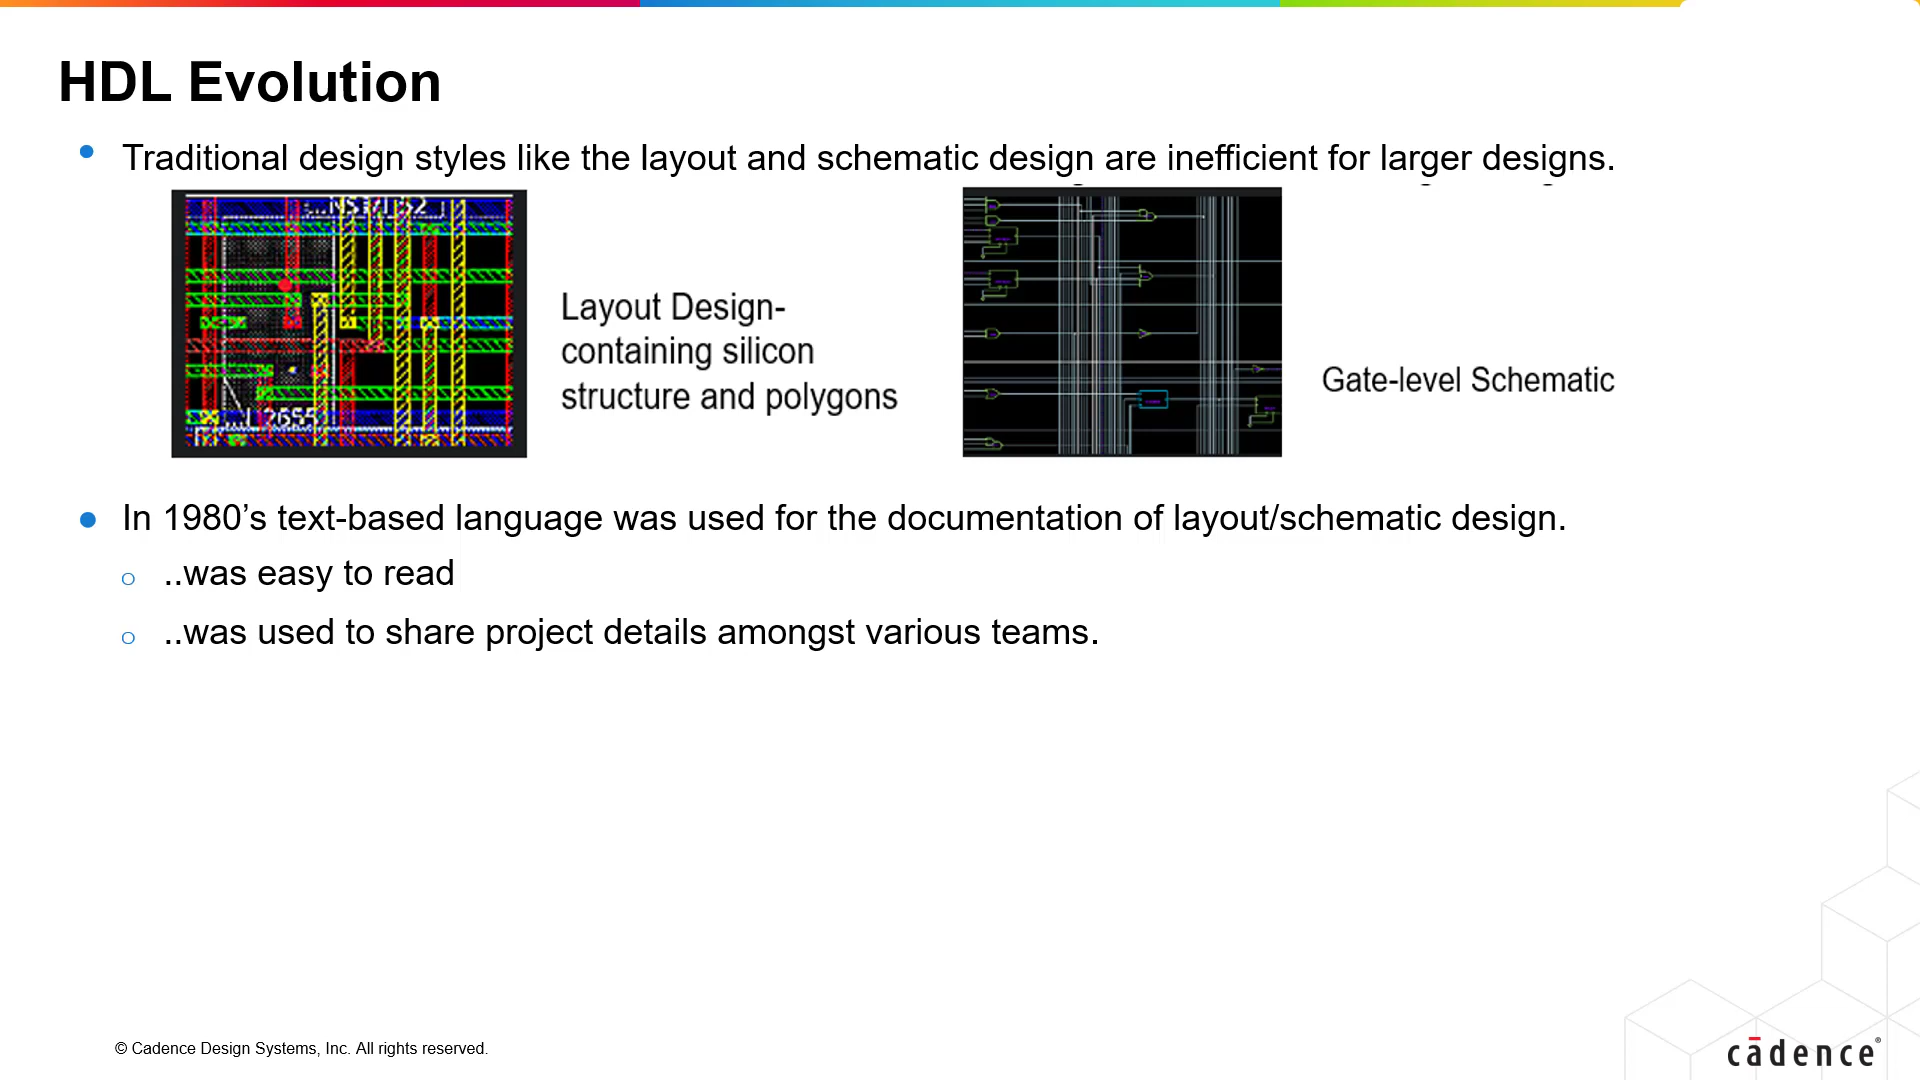 HDL Evolution
Traditional design styles like the layout and schematic design are inefficient for larger designs.
Layout Design-
containing silicon
structure and polygons
Gate-level Schematic
In 1980’s text-based language was used for the documentation of layout/schematic design.
..was easy to read
..was used to share project details amongst various teams.
© Cadence Design Systems, Inc. All rights reserved.
cādence®